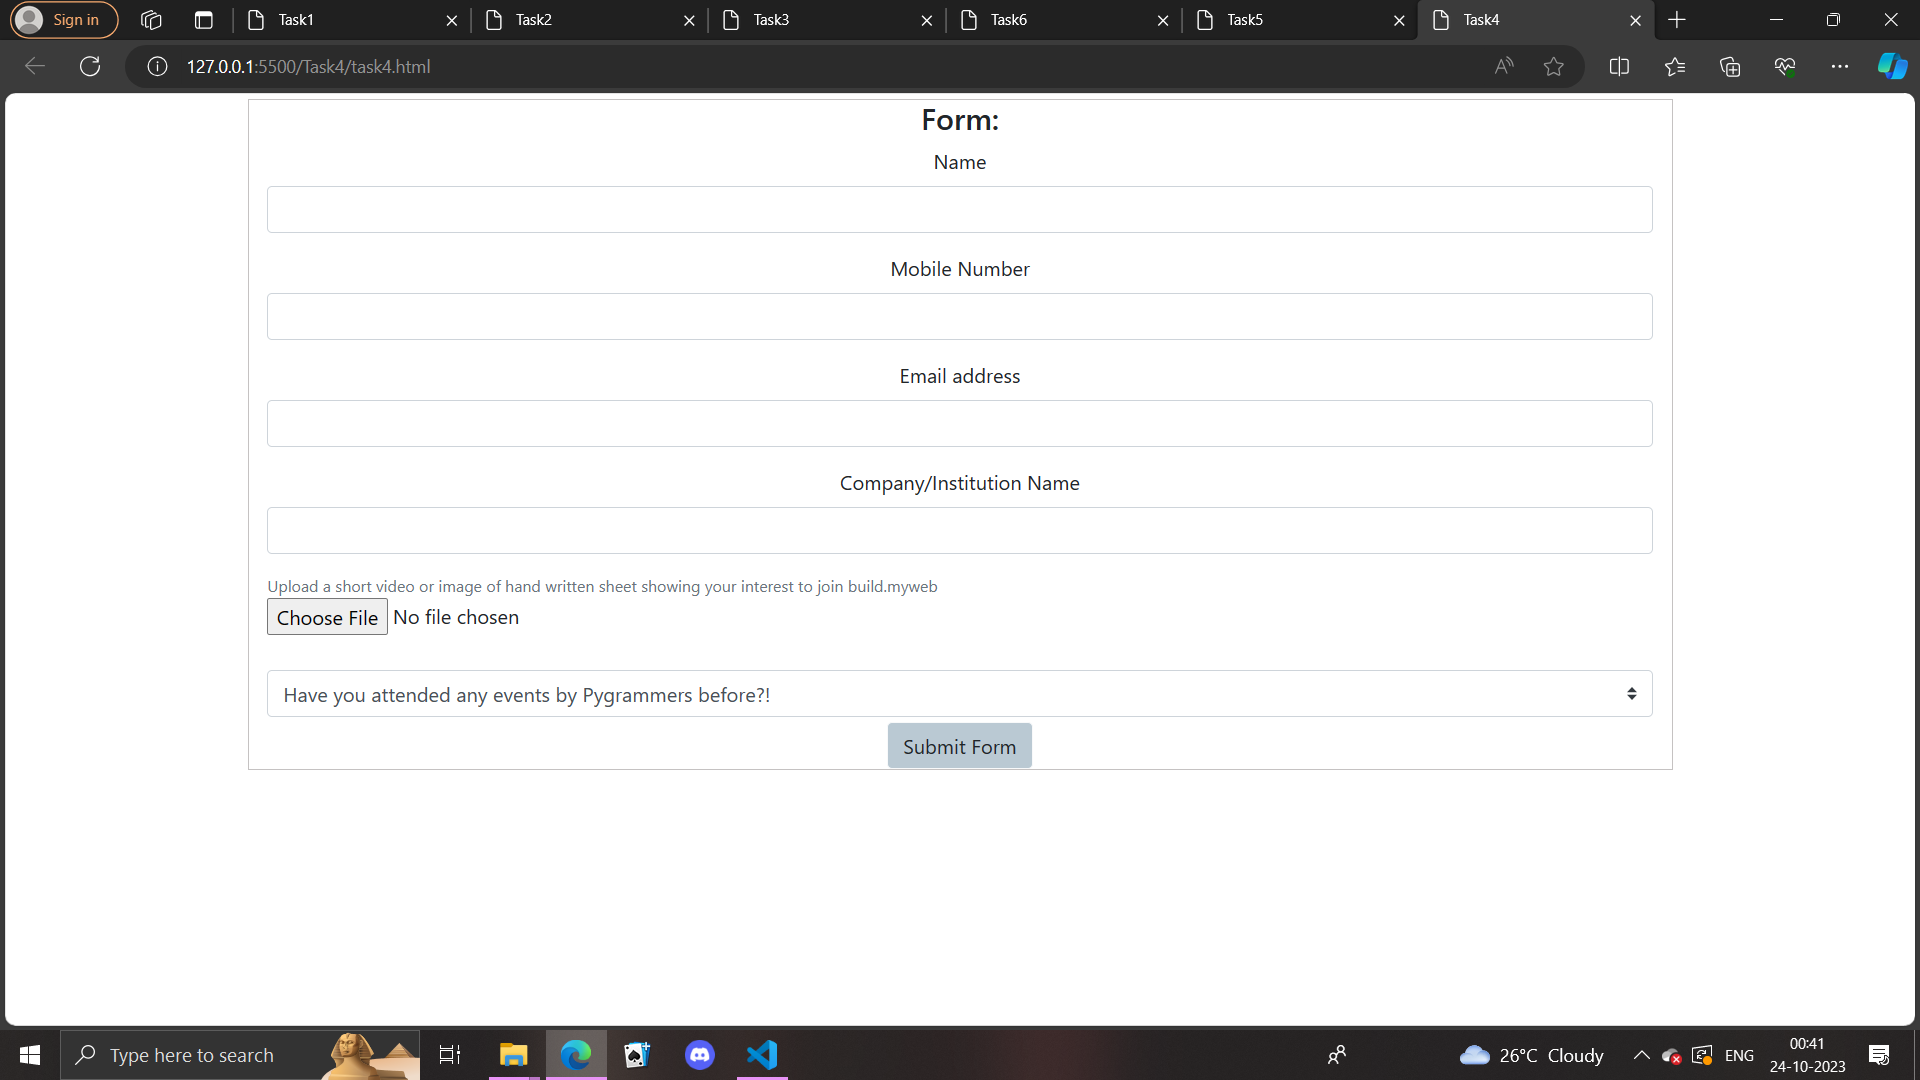 Sign in
Task1
Task2
Task3
Task6
Task5
Task4
127.0.0.1:5500/Task4/task4.html
Form:
Name
Mobile Number
Email address
Company/Institution Name
Upload a short video or image of hand written sheet showing your interest to join build.myweb
Choose File No file chosen
Have you attended any events by Pygrammers before?!
Submit Form
Type here to search
26°C Cloudy
ENG
00:41
24-10-2023